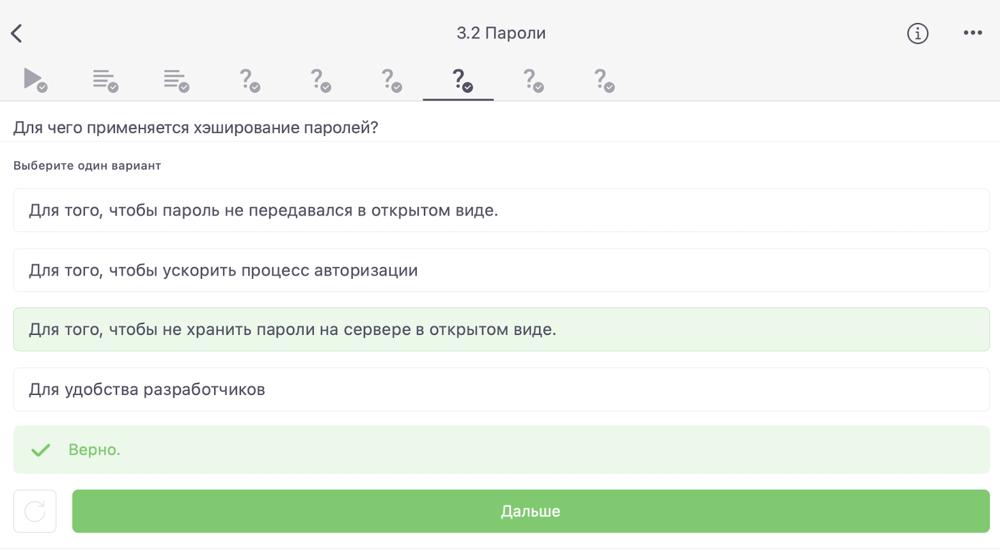 3.2 Пароли
Для чего применяется хэширование паролей?
Выберите один вариант
Для того, чтобы пароль не передавался в открытом виде.
Для того, чтобы ускорить процесс авторизации
Для того, чтобы не хранить пароли на сервере в открытом виде.
Для удобства разработчиков
Верно.
Дальше